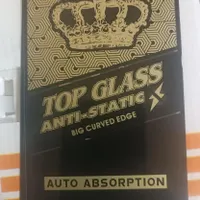 TOP GLASS
ANTI-STATIC
BIG CURVED EDGE
AUTO ABSORPTION